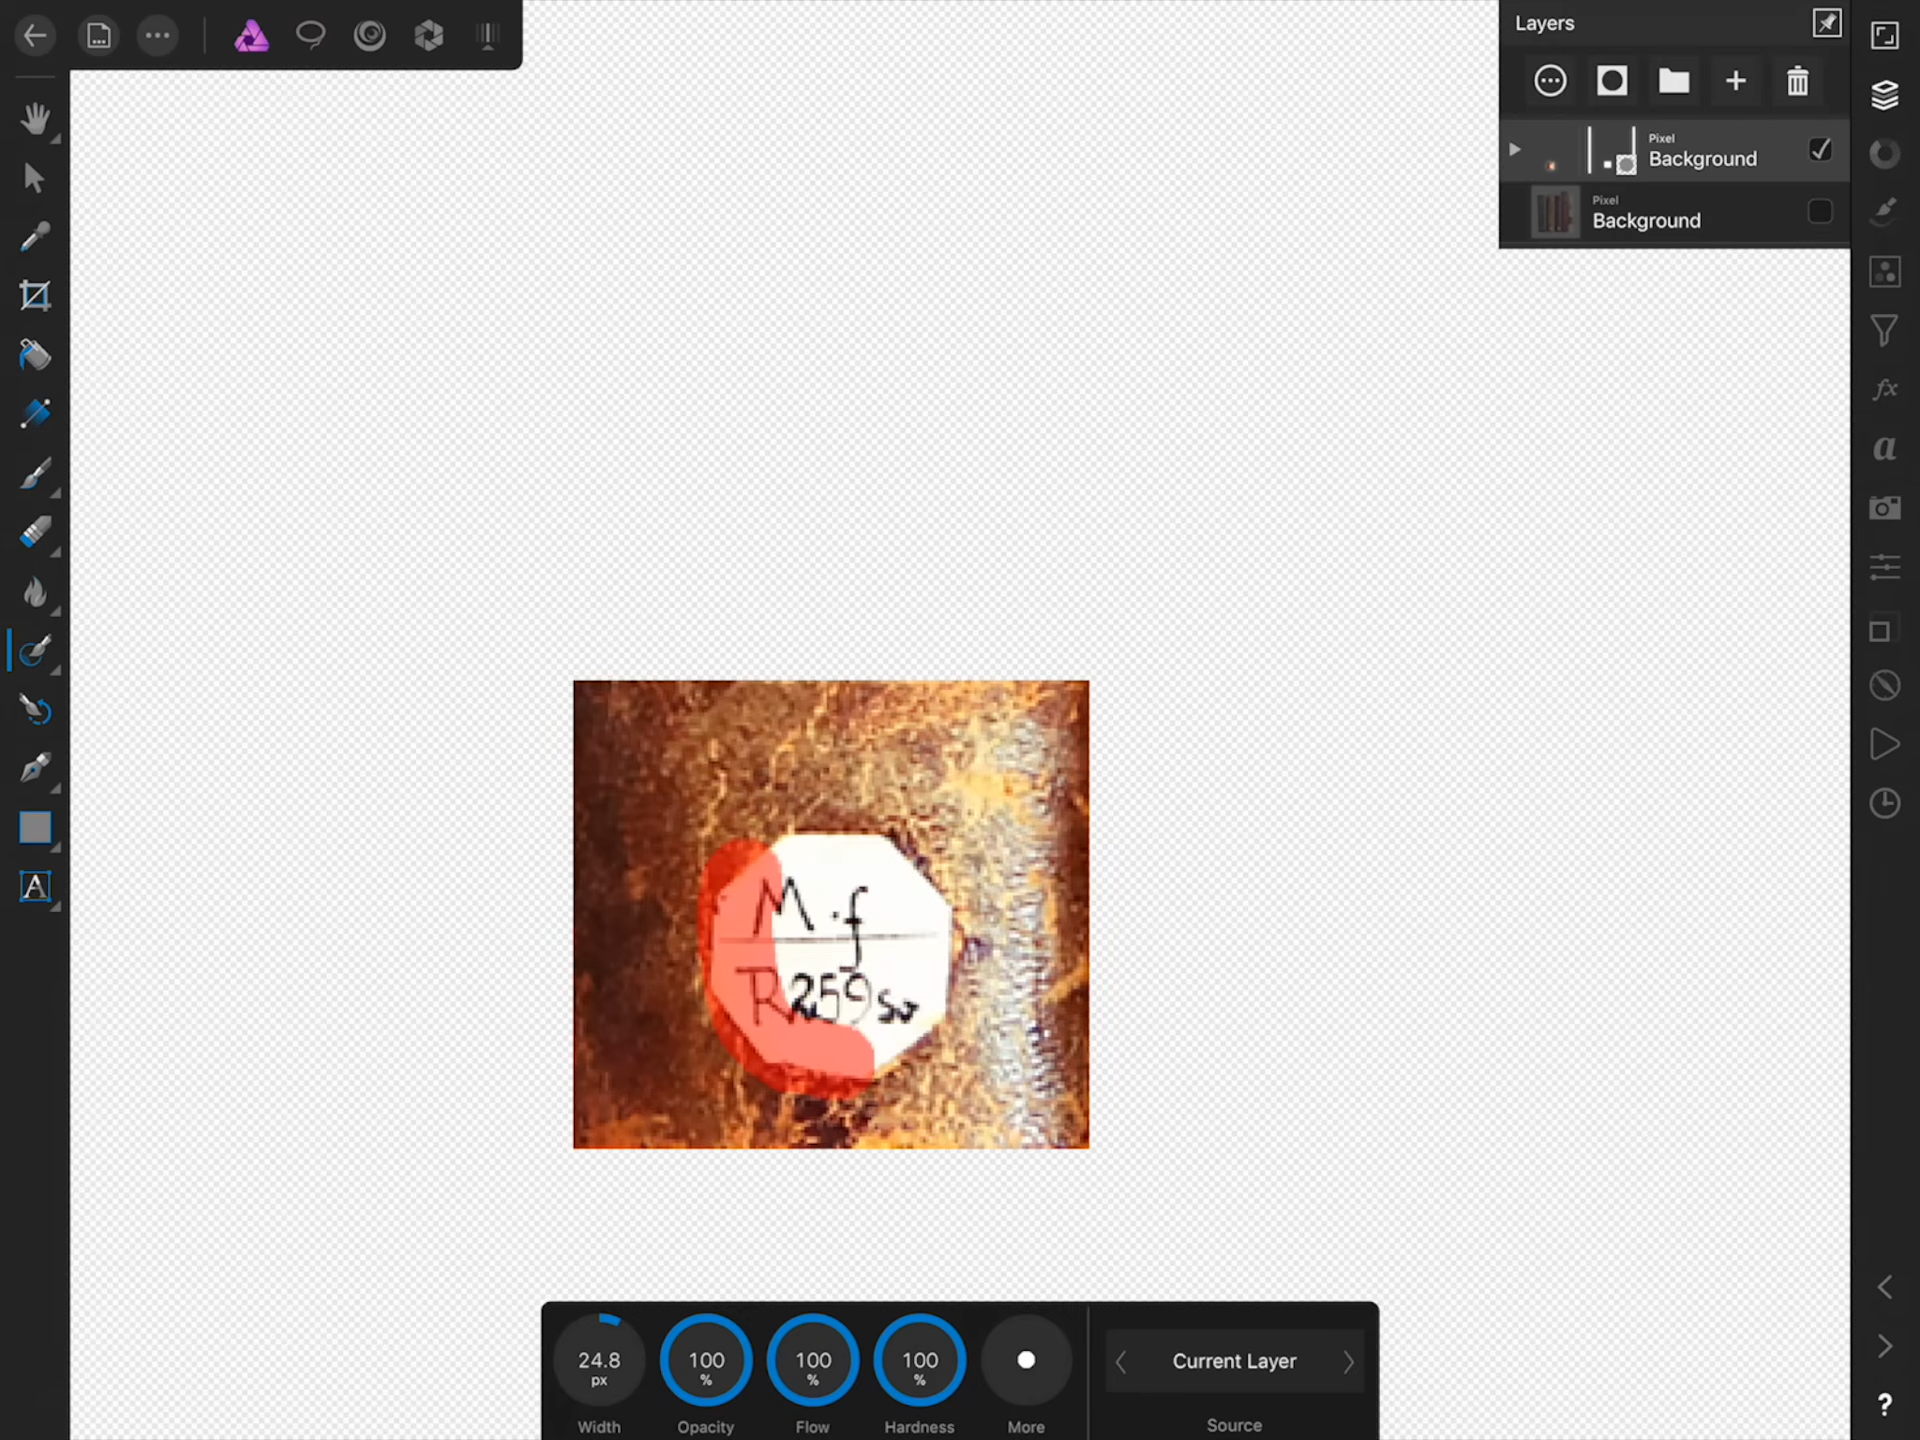 Layers
Pixel
Background
Pixel
Background
fx
a
A
M.f
R259
24.8
px
100
%
100
%
100
%
Current Layer
Width
Opacity
Flow
Hardness
More
Source
?